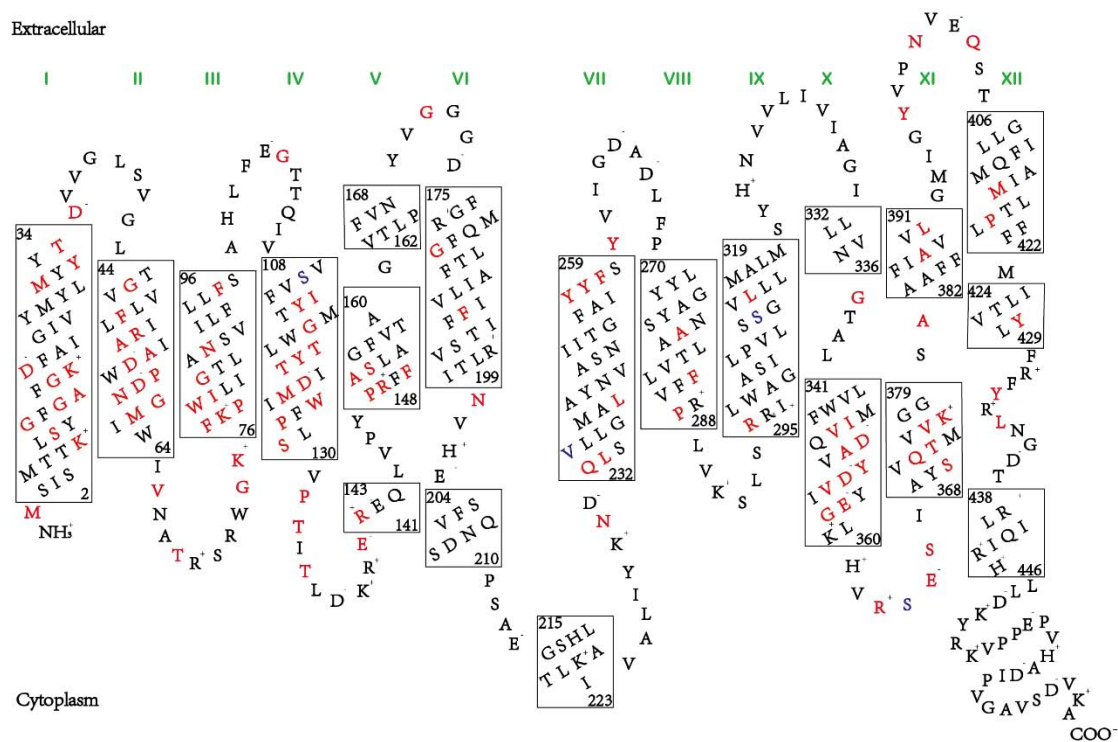 Extracellular
I II III IV V VI VII VIII IX X XI XII
NH₃⁺
M
34
Y T
M Y Y
Y M Y L
G I V
D⁻ F A I
F G K⁺
G F G A
L S Y
M T T K⁺
S I S
2
D⁻ V V G L S V G L
44
V G T
L F L V
A R I
W D⁻ A I
N D⁻ P
I M G
W
64
I V N A T R⁺ S R W G K⁺
96
L L F S
I L F
A N S V
G T L
W I L I
F K⁺ P
76
A H L F E⁻ G T T Q I V
108
F V S V
T Y I
L W G M
T Y T
I M D I
P F W
S L
130
V P T I T L D⁻ K⁺ R⁺ E⁻
143
R⁻ E Q
141
L V P Y
160
A
G F V T
A S L A
P R⁺ F F
148
G
168
F V N
V T L P
162
Y V G G G D⁻
175
R⁺ G F
G F Q M
F T L
V L I A
F F I
V S T I
I T L R⁺
199
N V H⁺ E⁻
204
V F S
S D N Q
210
P S A E⁻
215
G S H L
T L K⁺ A
I
223
V A L I Y K⁺ N D⁻
259
Y Y F S
F A I
I I T G
A S N
A Y N V
M A L
V L L G
Q L S
232
Y V I G D⁻ A D⁻ L F P
270
Y Y L
S Y A G
A A N
L V T L
V F F
P R⁺
288
L V K⁺ S L S
319
M A L M
V L L L
S S G
L P V L
A S I
L W A G
R R⁺ I
295
S Y H⁺ N V V L I V I A G I
332
L L
N V
336
G T A L
341
F W V L
Q V I M
V A D⁻
I V D⁻ Y
G E⁻ Y
K⁺ L
360
H⁺ V R⁺ S E⁻ S I
379
G G
V V K⁺
Q T M
V A Y S
368
S A
391
V L
F I A V
A A F F
382
G M I G Y V P N V E⁻ Q S T
406
L L G
M Q F I
M I A
L P T L
F F
422
M
424
V T L I
L Y
429
F R⁺ F Y R⁺ L N G D⁻ T
438
L R⁺
R⁺ I Q I
H⁻
446
L L D⁻ K⁺ Y R⁺ K⁺ V P P E⁻ P V H⁺ A D⁻ I P V G A V S D⁻ V K⁺ A
COO⁻
Cytoplasm